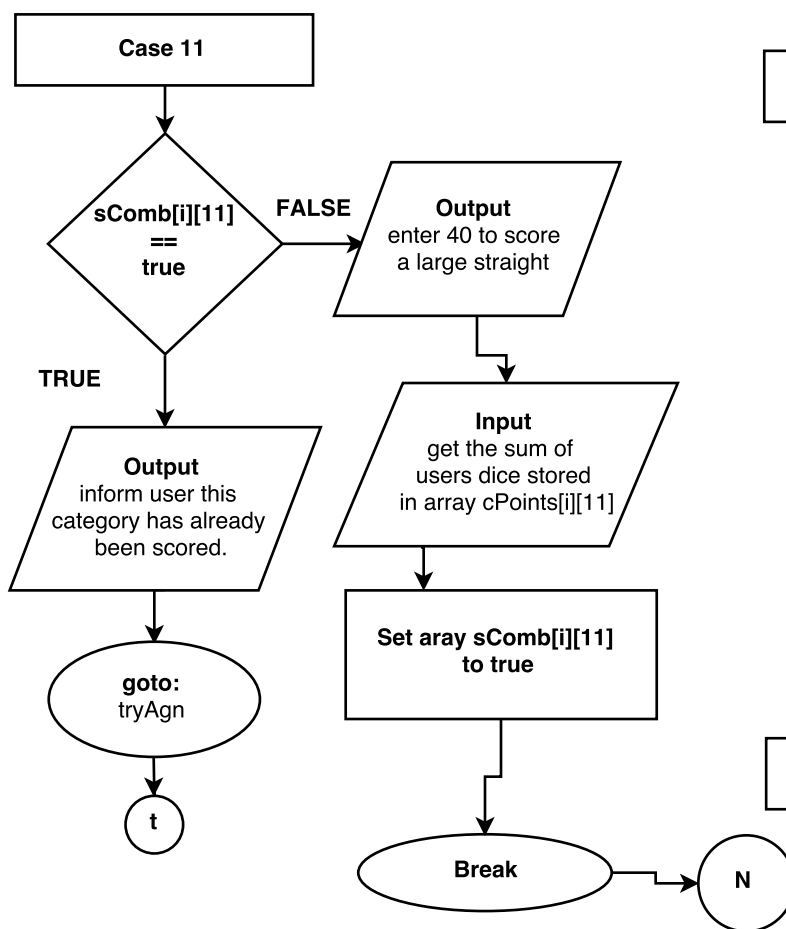 Case 11
sComb[i][11]
==
true
FALSE
Output
enter 40 to score
a large straight
TRUE
Output
inform user this
category has already
been scored.
Input
get the sum of
users dice stored
in array cPoints[i][11]
goto:
tryAgn
t
Set aray sComb[i][11]
to true
Break
N